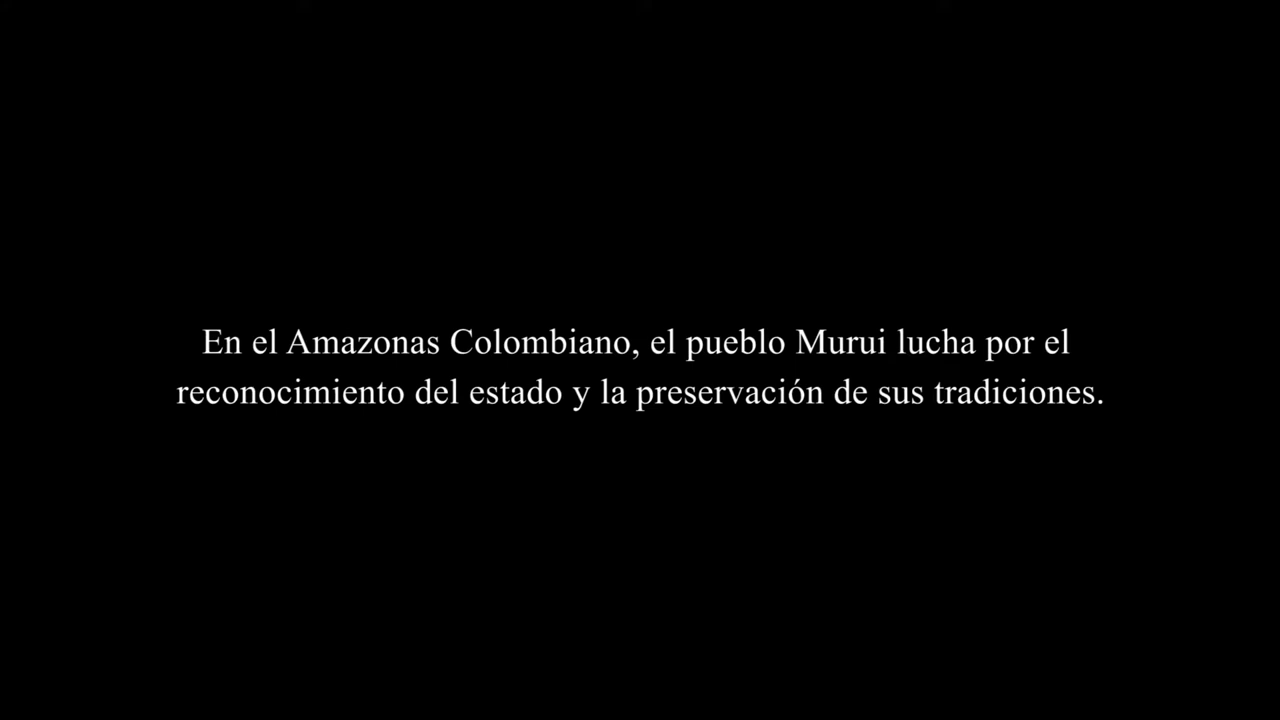 En el Amazonas Colombiano, el pueblo Murui lucha por el
reconocimiento del estado y la preservación de sus tradiciones.